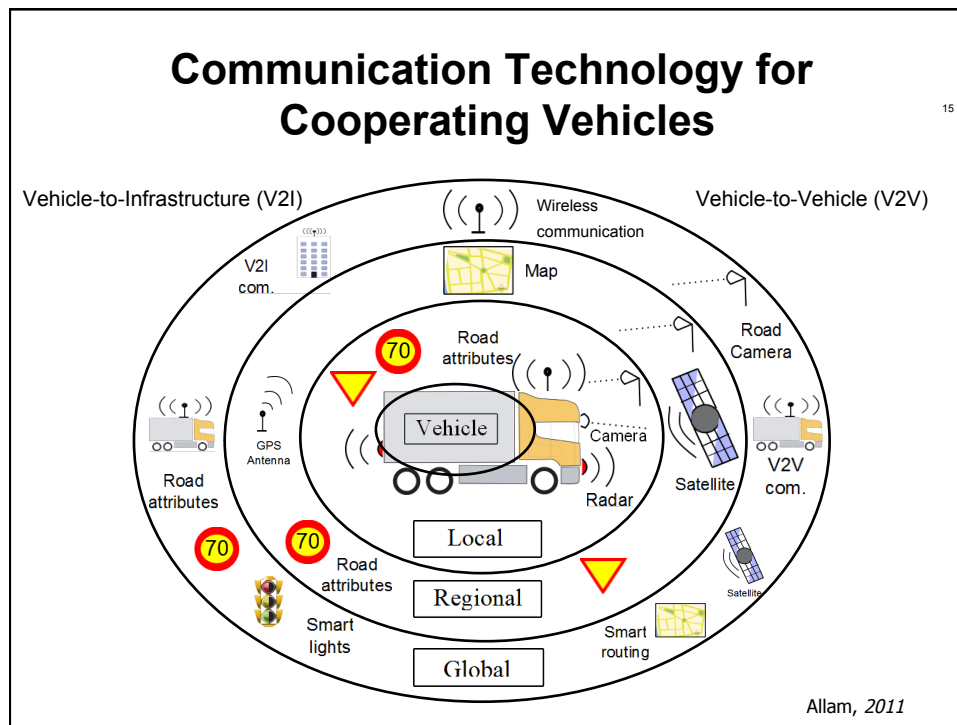 Communication Technology for
Cooperating Vehicles
15
Vehicle-to-Infrastructure (V2I)
Vehicle-to-Vehicle (V2V)
Wireless
communication
V2I
com.
Map
Road
Camera
70
Road
attributes
GPS
Antenna
Vehicle
Camera
Radar
Satellite
V2V
com.
Road
attributes
70
70
Road
attributes
Local
Regional
Global
Smart
lights
Smart
routing
Satellite
Allam, 2011